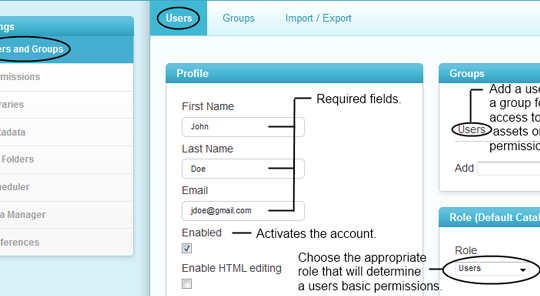 Users Groups Import / Export
ngs
ers and Groups
missions
raries
adata
Folders
eduler
a Manager
ferences
Profile
First Name
John
Last Name
Doe
Email
jdoe@gmail.com
Enabled
Enable HTML editing
Required fields.
Activates the account.
Choose the appropriate
role that will determine
a users basic permissions.
Groups
Add a use
a group fo
access to
assets or
permissio
Users
Add
Role (Default Catal
Role
Users